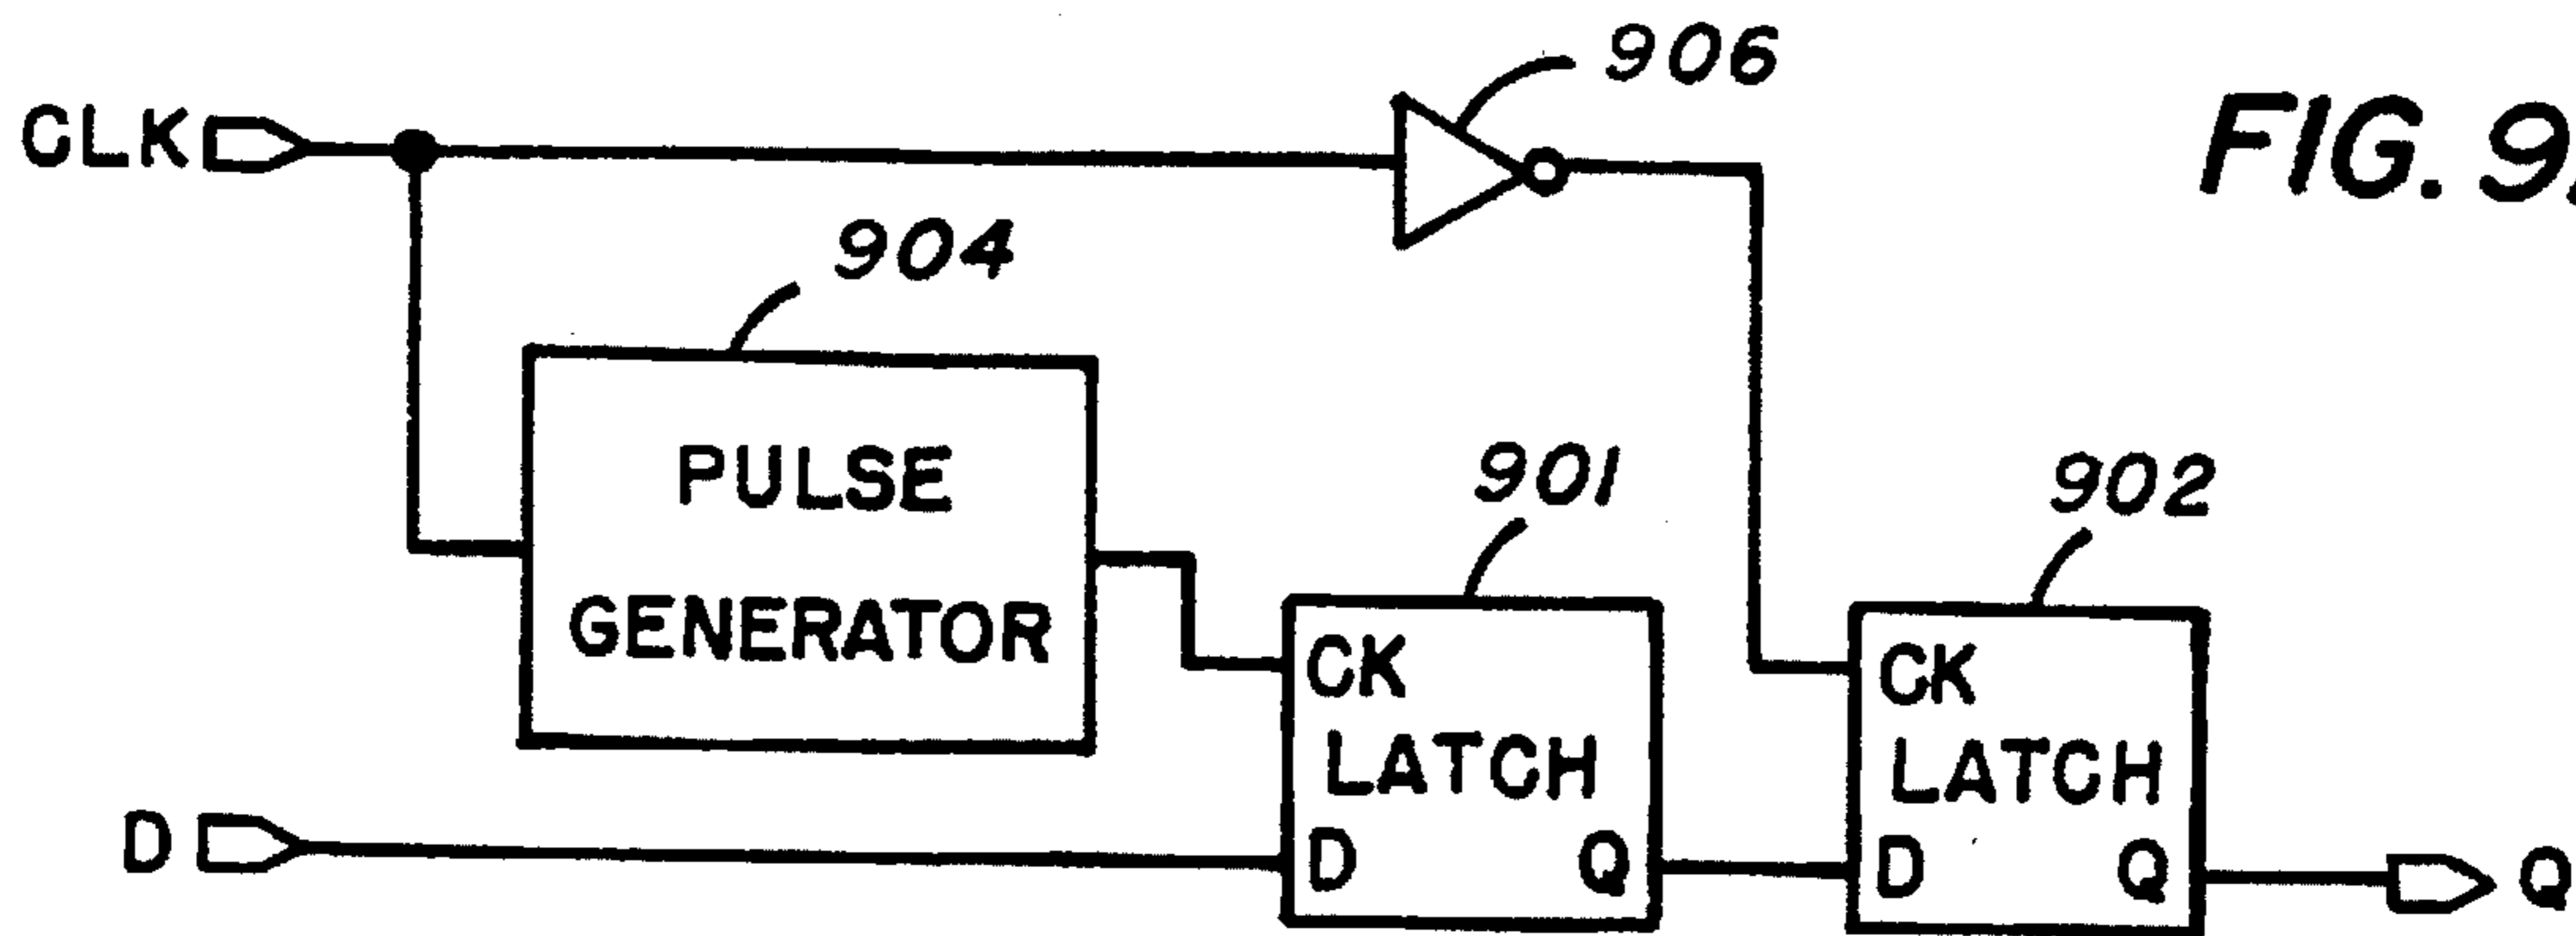 906
CLK
FIG. 9
904
PULSE
GENERATOR
901
902
CK
LATCH
D Q
CK
LATCH
D Q
D
Q